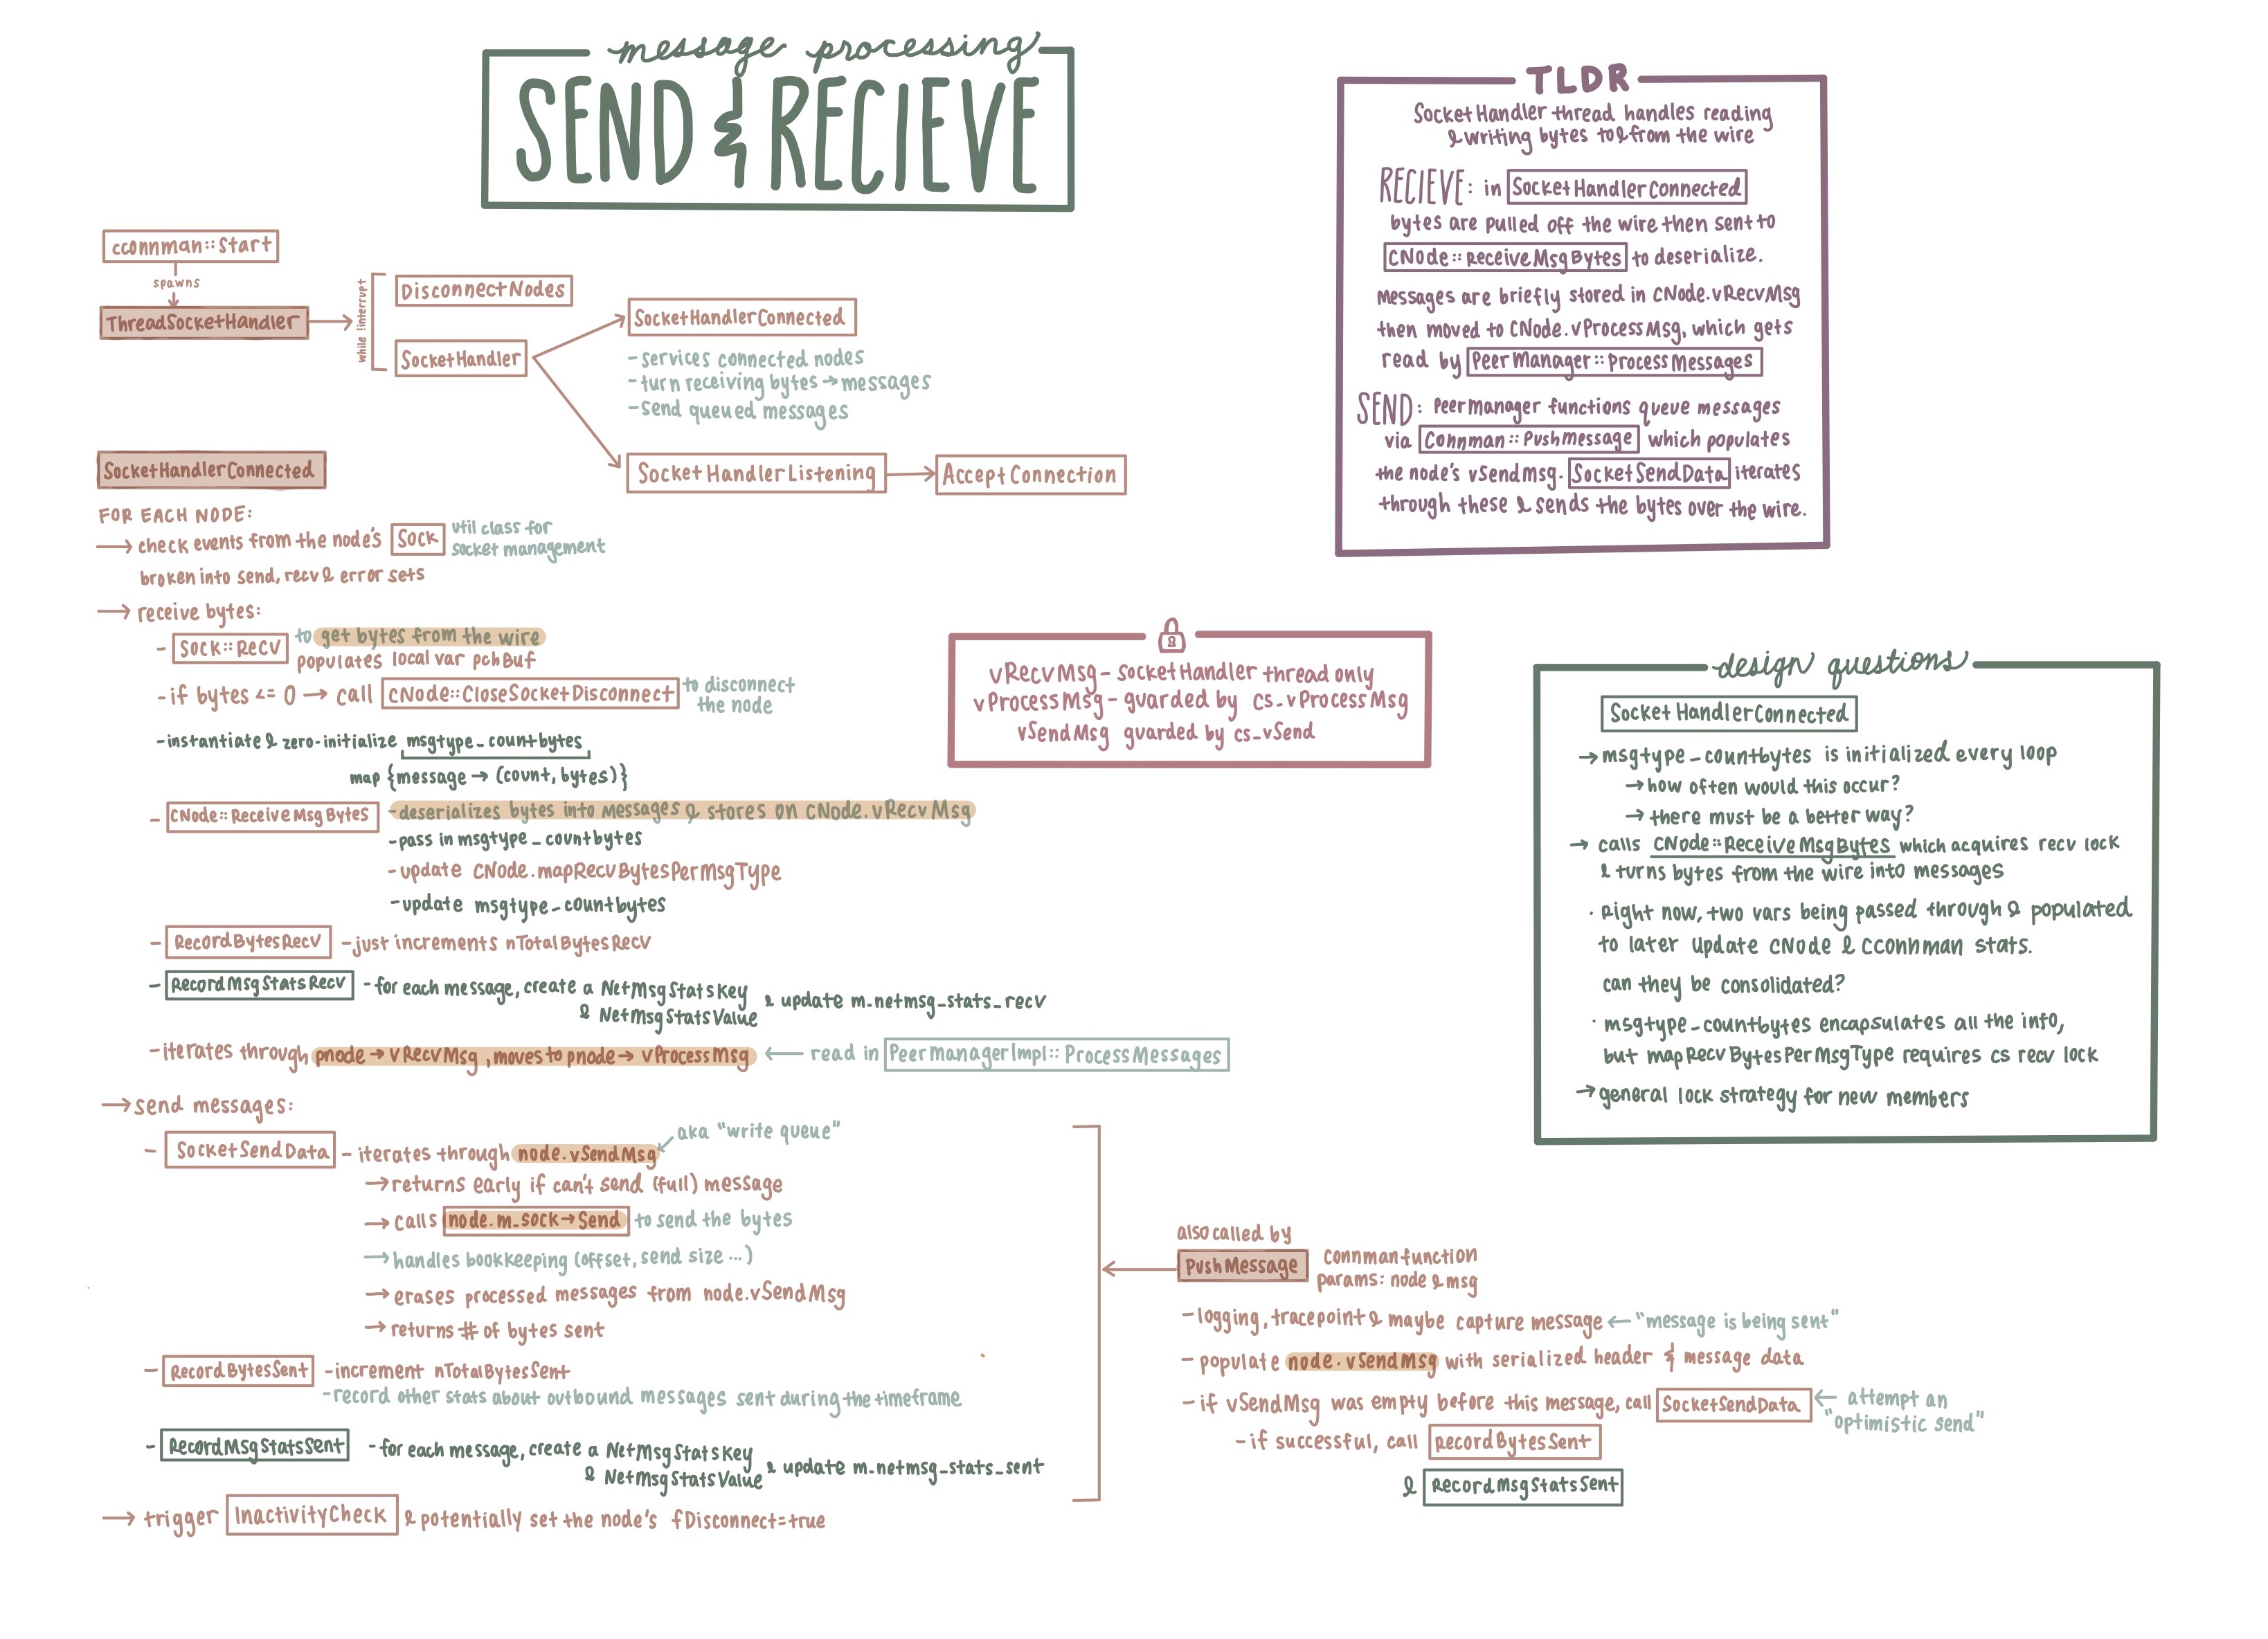 message processing
SEND & RECIEVE
cconnman::Start
spawns
ThreadSocketHandler
while !interrupt
DisconnectNodes
SocketHandler
SocketHandlerConnected
- services connected nodes
- turn receiving bytes → messages
- send queued messages
SocketHandlerListening → AcceptConnection
SocketHandlerConnected
FOR EACH NODE:
→ check events from the node's Sock util class for
socket management
broken into send, recv & error sets
→ receive bytes:
- Sock::Recv to get bytes from the wire
populates local var pchBuf
- if bytes <= 0 → call CNode::CloseSocketDisconnect to disconnect
the node
- instantiate & zero-initialize msgtype_countbytes
map {message → (count, bytes)}
- CNode::ReceiveMsgBytes - deserializes bytes into messages & stores on CNode.vRecvMsg
- pass in msgtype_countbytes
- update CNode.mapRecvBytesPerMsgType
- update msgtype_countbytes
- RecordBytesRecv - just increments nTotalBytesRecv
- RecordMsgStatsRecv - for each message, create a NetMsgStatsKey
& NetMsgStatsValue & update m_netmsg_stats_recv
- iterates through pnode → vRecvMsg, moves to pnode → vProcessMsg ← read in PeerManagerImpl::ProcessMessages
→ send messages:
- SocketSendData - iterates through node.vSendMsg
aka "write queue"
→ returns early if can't send (full) message
→ calls node.m_sock → Send to send the bytes
→ handles bookkeeping (offset, send size ...)
→ erases processed messages from node.vSendMsg
→ returns # of bytes sent
- RecordBytesSent - increment nTotalBytesSent
- record other stats about outbound messages sent during the timeframe
- RecordMsgStatsSent - for each message, create a NetMsgStatsKey
& NetMsgStatsValue & update m_netmsg_stats_sent
→ trigger InactivityCheck & potentially set the node's fDisconnect=true
TLDR
SocketHandler thread handles reading
& writing bytes to & from the wire
RECIEVE: in SocketHandlerConnected
bytes are pulled off the wire then sent to
CNode::ReceiveMsgBytes to deserialize.
Messages are briefly stored in CNode.vRecvMsg
then moved to CNode.vProcessMsg, which gets
read by PeerManager::ProcessMessages
SEND: PeerManager functions queue messages
via Connman::PushMessage which populates
the node's vSendMsg. SocketSendData iterates
through these & sends the bytes over the wire.
vRecvMsg - SocketHandler thread only
vProcessMsg - guarded by cs_vProcessMsg
vSendMsg guarded by cs_vSend
design questions
SocketHandlerConnected
→ msgtype_countbytes is initialized every loop
→ how often would this occur?
→ there must be a better way?
→ calls CNode::ReceiveMsgBytes which acquires recv lock
& turns bytes from the wire into messages
· Right now, two vars being passed through & populated
to later update CNode & CConnman stats.
can they be consolidated?
· msgtype_countbytes encapsulates all the info,
but mapRecvBytesPerMsgType requires cs recv lock
→ general lock strategy for new members
also called by
PushMessage connman function
params: node & msg
- logging, tracepoint & maybe capture message ← "message is being sent"
- populate node.vSendMsg with serialized header & message data
- if vSendMsg was empty before this message, call SocketSendData ← attempt an
"optimistic send"
- if successful, call RecordBytesSent
& RecordMsgStatsSent